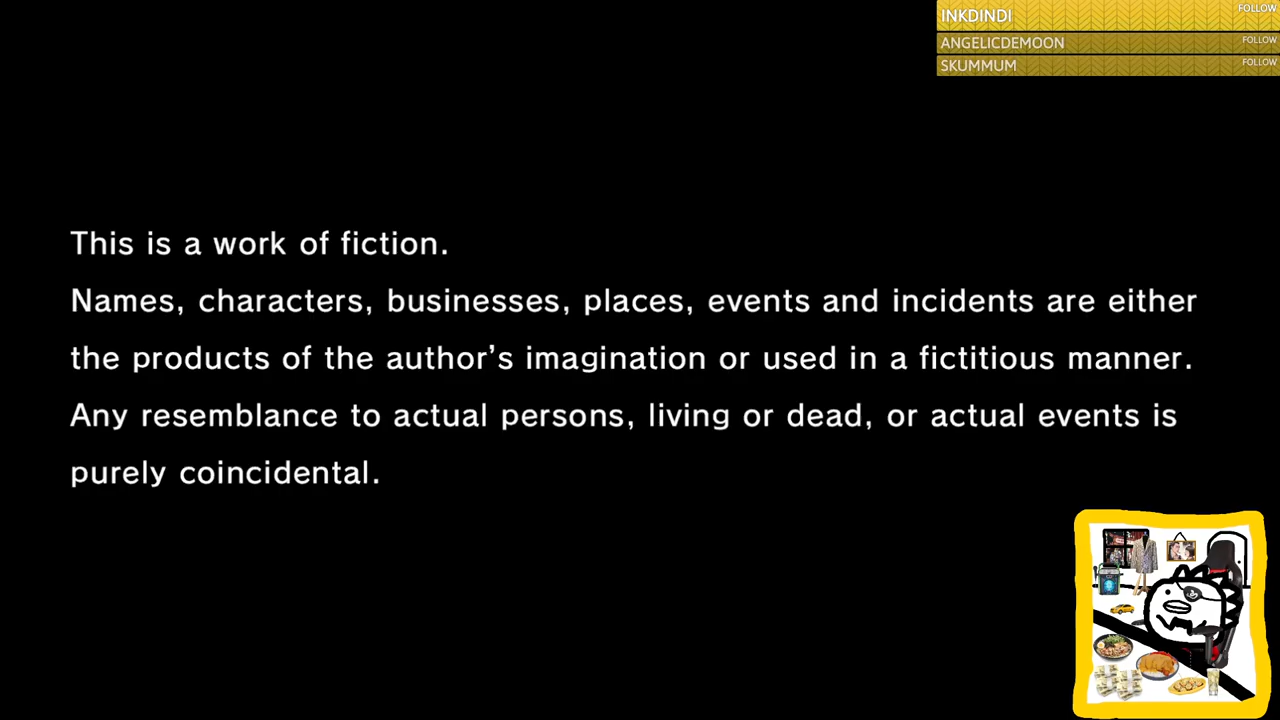 INKDINDI FOLLOW
ANGELICDEMOON FOLLOW
SKUMMUM FOLLOW
This is a work of fiction.
Names, characters, businesses, places, events and incidents are either
the products of the author's imagination or used in a fictitious manner.
Any resemblance to actual persons, living or dead, or actual events is
purely coincidental.